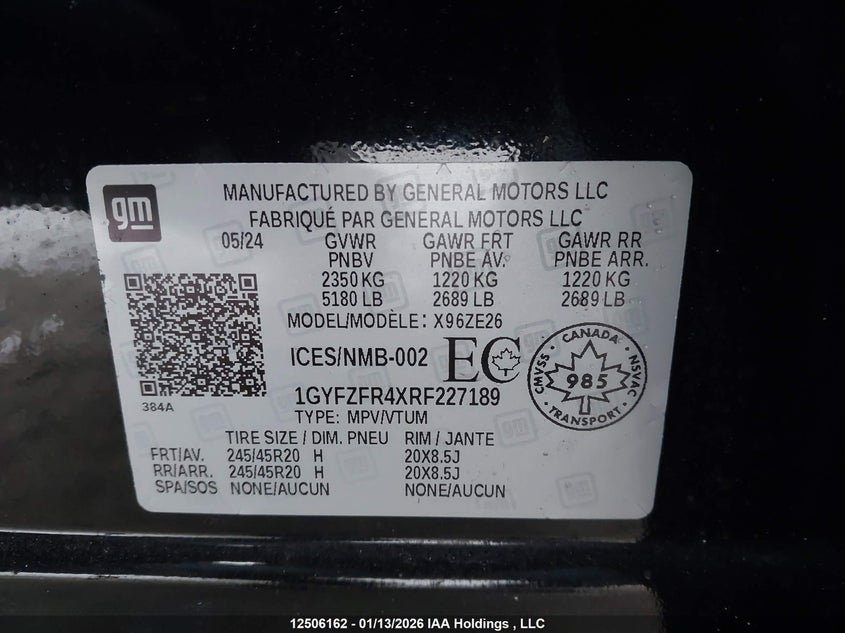 gm
MANUFACTURED BY GENERAL MOTORS LLC
FABRIQUÉ PAR GENERAL MOTORS LLC
05/24 GVWR GAWR FRT GAWR RR
PNBV PNBE AV. PNBE ARR.
2350 KG 1220 KG 1220 KG
5180 LB 2689 LB 2689 LB
MODEL/MODÈLE: X96ZE26
ICES/NMB-002 EC
CANADA
CMVSS 985 NSVAC
TRANSPORT
384A
1GYFZFR4XRF227189
TYPE: MPV/VTUM
TIRE SIZE / DIM. PNEU RIM / JANTE
FRT/AV. 245/45R20 H 20X8.5J
RR/ARR. 245/45R20 H 20X8.5J
SPA/SOS NONE/AUCUN NONE/AUCUN
12506162 - 01/13/2026 IAA Holdings , LLC